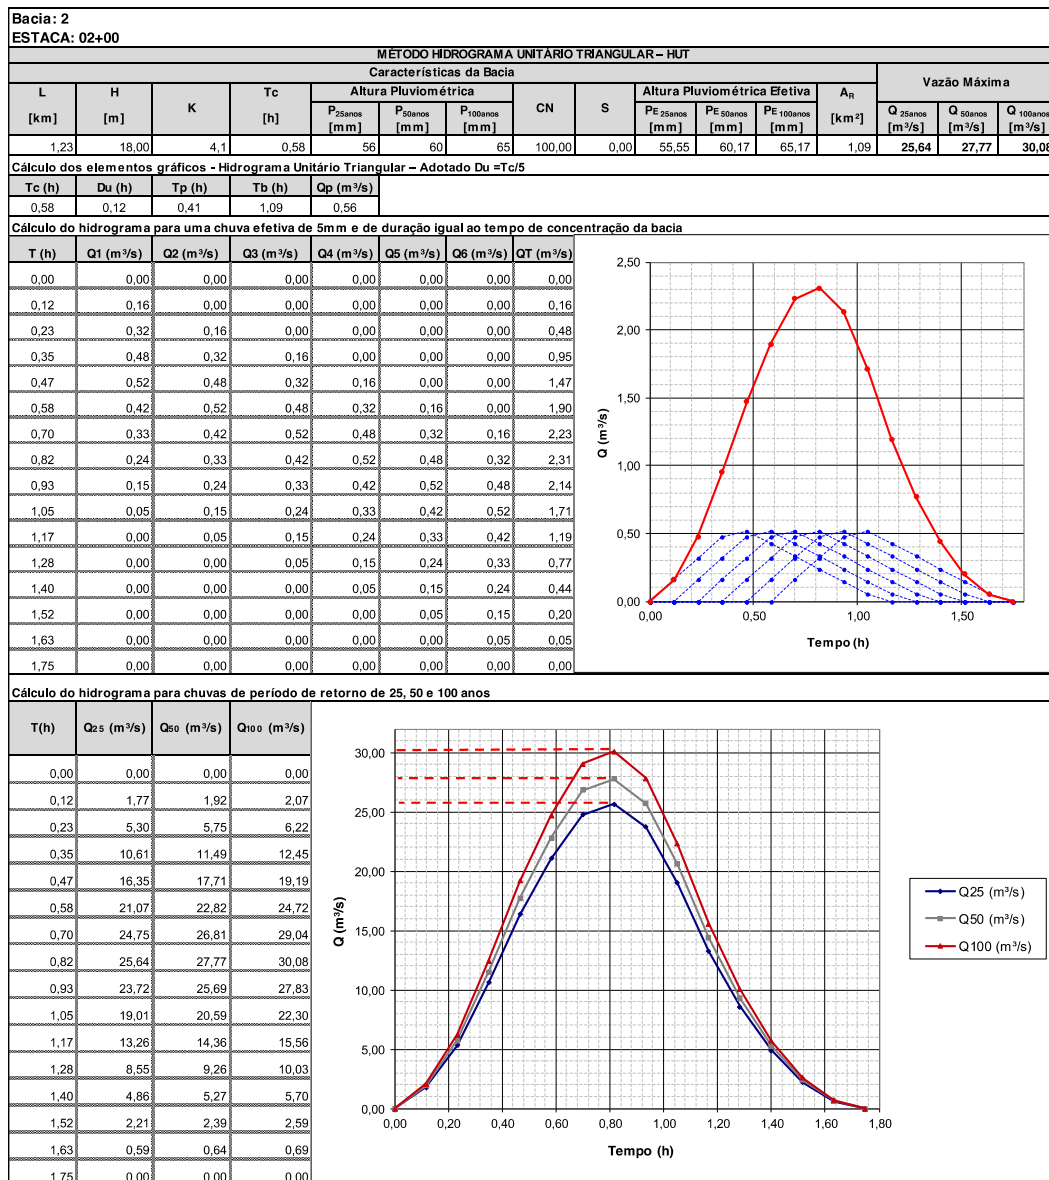 Bacia: 2
ESTACA: 02+00
MÉTODO HIDROGRAMA UNITÁRIO TRIANGULAR – HUT
Características da Bacia Vazão Máxima
L H K Tc Altura Pluviométrica CN S Altura Pluviométrica Efetiva AR
[km] [m] [h] P25anos [mm] P50anos [mm] P100anos [mm] PE 25anos [mm] PE 50anos [mm] PE 100anos [mm] [km²] Q 25anos [m³/s] Q 50anos [m³/s] Q 100anos [m³/s]
1,23 18,00 4,1 0,58 56 60 65 100,00 0,00 55,55 60,17 65,17 1,09 25,64 27,77 30,08
Cálculo dos elementos gráficos - Hidrograma Unitário Triangular – Adotado Du =Tc/5
Tc (h) Du (h) Tp (h) Tb (h) Qp (m³/s)
0,58 0,12 0,41 1,09 0,56
Cálculo do hidrograma para uma chuva efetiva de 5mm e de duração igual ao tempo de concentração da bacia
T (h) Q1 (m³/s) Q2 (m³/s) Q3 (m³/s) Q4 (m³/s) Q5 (m³/s) Q6 (m³/s) QT (m³/s)
0,00 0,00 0,00 0,00 0,00 0,00 0,00 0,00
0,12 0,16 0,00 0,00 0,00 0,00 0,00 0,16
0,23 0,32 0,16 0,00 0,00 0,00 0,00 0,48
0,35 0,48 0,32 0,16 0,00 0,00 0,00 0,95
0,47 0,52 0,48 0,32 0,16 0,00 0,00 1,47
0,58 0,42 0,52 0,48 0,32 0,16 0,00 1,90
0,70 0,33 0,42 0,52 0,48 0,32 0,16 2,23
0,82 0,24 0,33 0,42 0,52 0,48 0,32 2,31
0,93 0,15 0,24 0,33 0,42 0,52 0,48 2,14
1,05 0,05 0,15 0,24 0,33 0,42 0,52 1,71
1,17 0,00 0,05 0,15 0,24 0,33 0,42 1,19
1,28 0,00 0,00 0,05 0,15 0,24 0,33 0,77
1,40 0,00 0,00 0,00 0,05 0,15 0,24 0,44
1,52 0,00 0,00 0,00 0,00 0,05 0,15 0,20
1,63 0,00 0,00 0,00 0,00 0,00 0,05 0,05
1,75 0,00 0,00 0,00 0,00 0,00 0,00 0,00
2,50
2,00
1,50
1,00
0,50
0,00
Q (m³/s)
0,00 0,50 1,00 1,50
Tempo (h)
Cálculo do hidrograma para chuvas de período de retorno de 25, 50 e 100 anos
T(h) Q25 (m³/s) Q50 (m³/s) Q100 (m³/s)
0,00 0,00 0,00 0,00
0,12 1,77 1,92 2,07
0,23 5,30 5,75 6,22
0,35 10,61 11,49 12,45
0,47 16,35 17,71 19,19
0,58 21,07 22,82 24,72
0,70 24,75 26,81 29,04
0,82 25,64 27,77 30,08
0,93 23,72 25,69 27,83
1,05 19,01 20,59 22,30
1,17 13,26 14,36 15,56
1,28 8,55 9,26 10,03
1,40 4,86 5,27 5,70
1,52 2,21 2,39 2,59
1,63 0,59 0,64 0,69
1,75 0,00 0,00 0,00
30,00
25,00
20,00
15,00
10,00
5,00
0,00
Q (m³/s)
0,00 0,20 0,40 0,60 0,80 1,00 1,20 1,40 1,60 1,80
Tempo (h)
Q25 (m³/s)
Q50 (m³/s)
Q100 (m³/s)